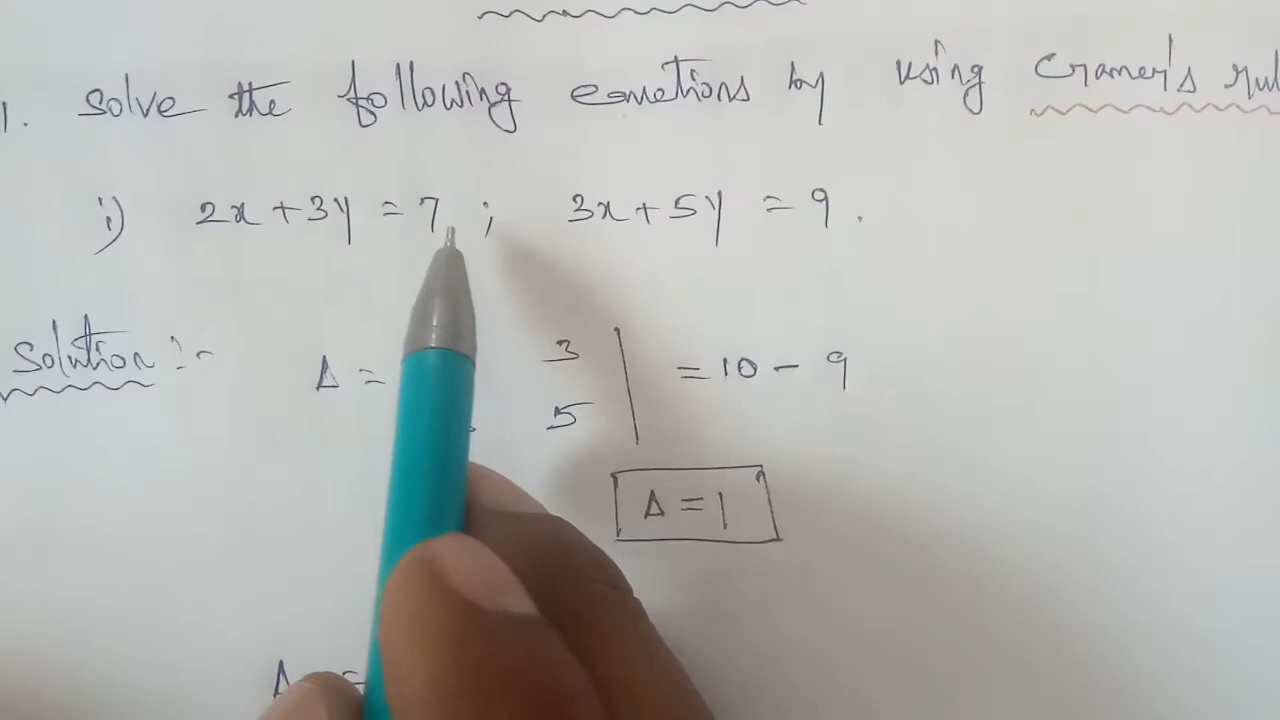 1. Solve the following equations by using Cramer's rul
i) 2x + 3y = 7 ; 3x + 5y = 9 .
Solution :- Δ = 3 = 10 - 9
5
Δ = 1
Δ =